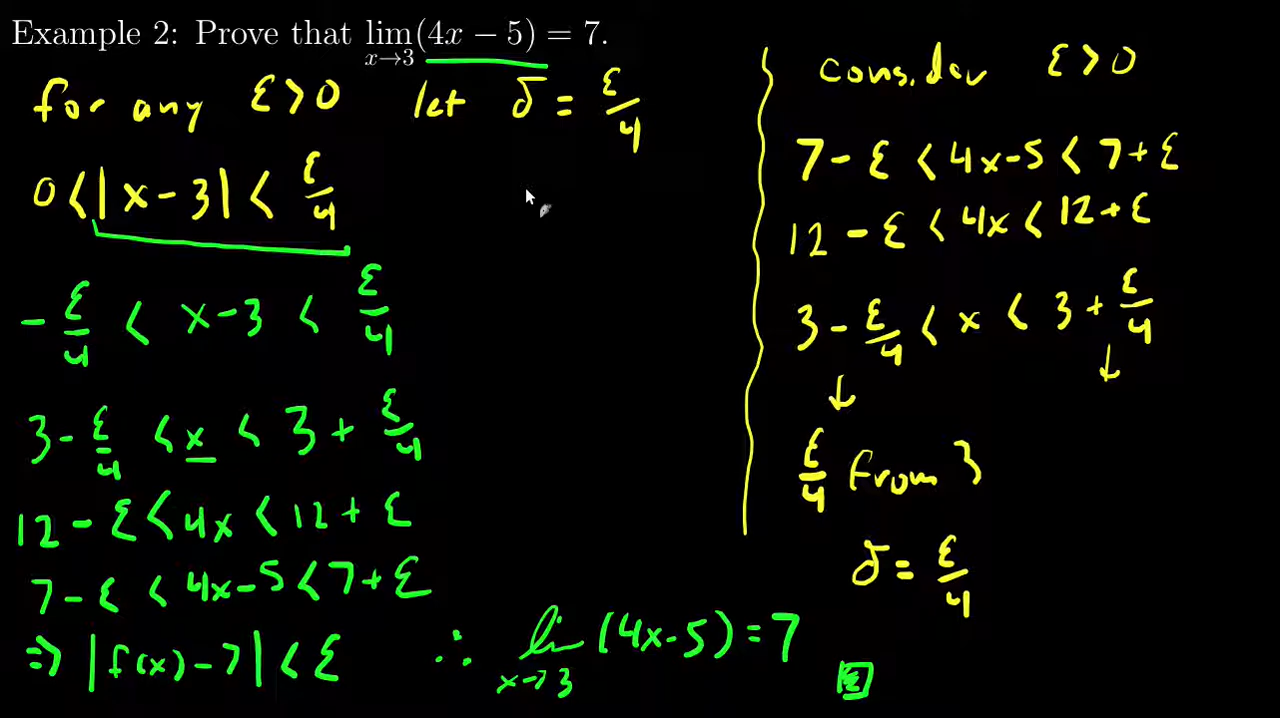 Example 2: Prove that lim(4x − 5) = 7.
x→3
for any ε > 0 let δ = ε/4
0 < |x − 3| < ε/4
−ε/4 < x − 3 < ε/4
3 − ε/4 < x < 3 + ε/4
12 − ε < 4x < 12 + ε
7 − ε < 4x − 5 < 7 + ε
⇒ |f(x) − 7| < ε
∴ lim (4x − 5) = 7
x→3
consider ε > 0
7 − ε < 4x − 5 < 7 + ε
12 − ε < 4x < 12 + ε
3 − ε/4 < x < 3 + ε/4
↓ ↓
ε/4 from 3
δ = ε/4